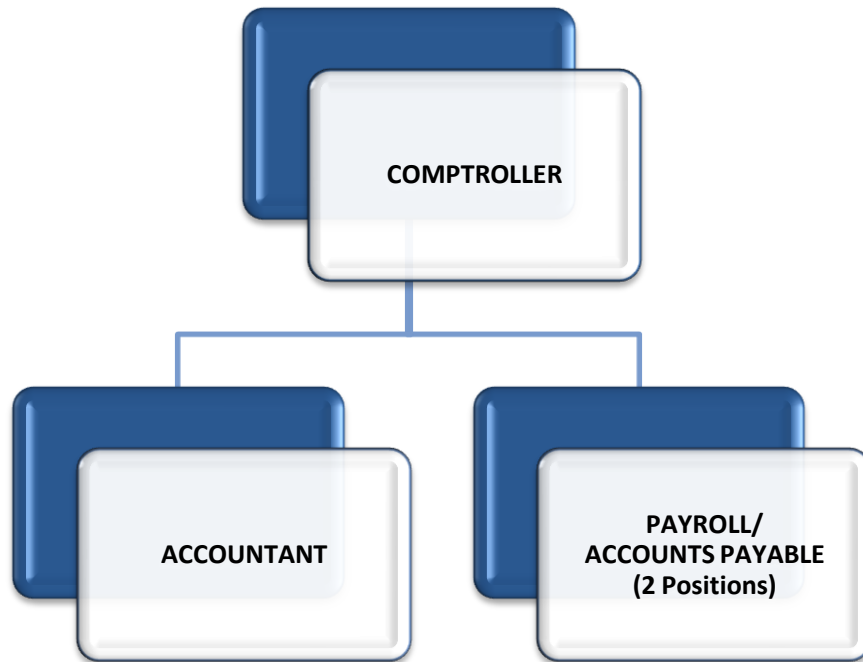 COMPTROLLER
ACCOUNTANT
PAYROLL/
ACCOUNTS PAYABLE
(2 Positions)